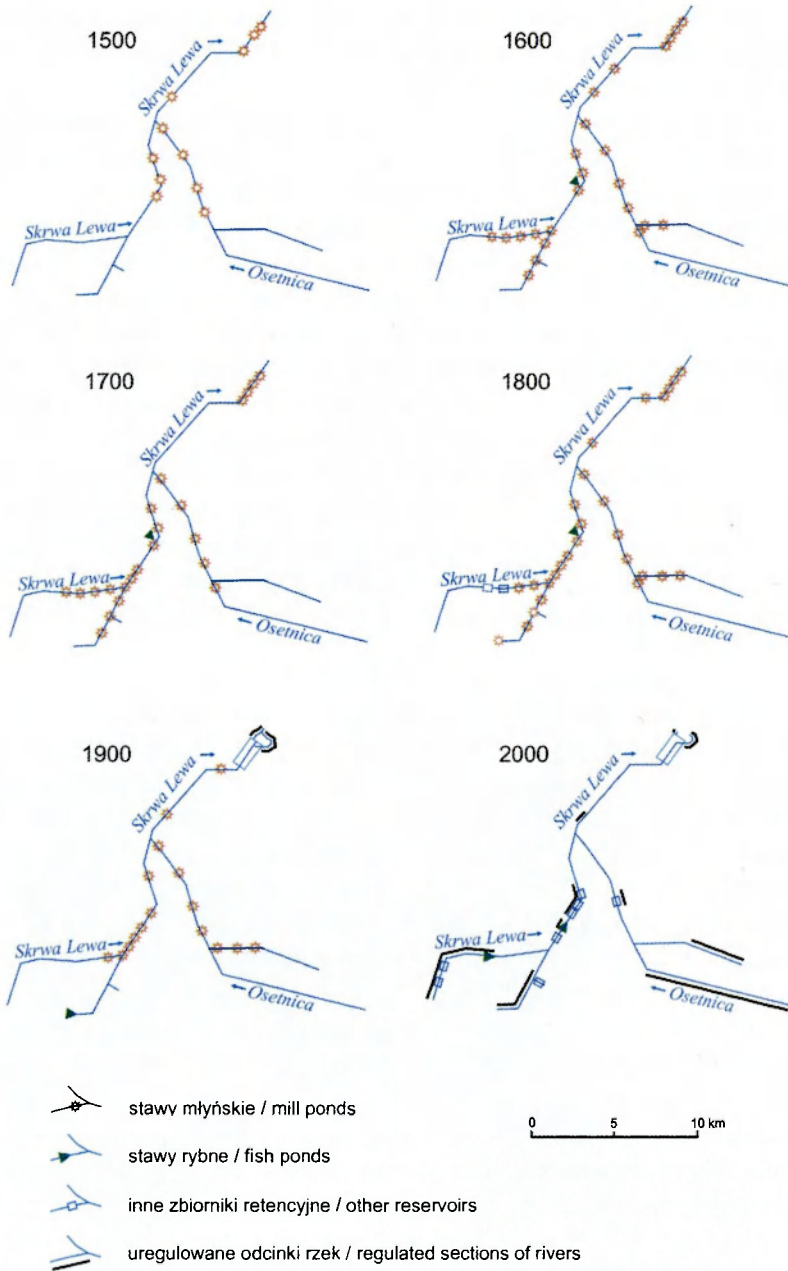 1500
Skrwa Lewa
Skrwa Lewa
Osetnica
1600
Skrwa Lewa
Skrwa Lewa
Osetnica
1700
Skrwa Lewa
Skrwa Lewa
Osetnica
1800
Skrwa Lewa
Skrwa Lewa
Osetnica
1900
Skrwa Lewa
Skrwa Lewa
Osetnica
2000
Skrwa Lewa
Skrwa Lewa
Osetnica
stawy młyńskie / mill ponds
stawy rybne / fish ponds
inne zbiorniki retencyjne / other reservoirs
uregulowane odcinki rzek / regulated sections of rivers
0 5 10 km